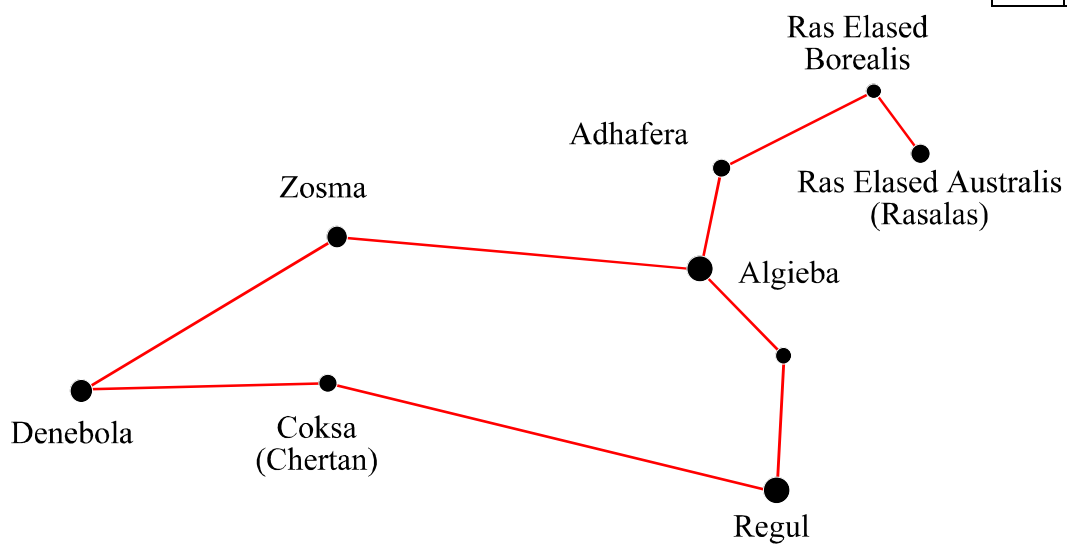 Ras Elased
Borealis
Adhafera
Ras Elased Australis
(Rasalas)
Zosma
Algieba
Denebola
Coksa
(Chertan)
Regul